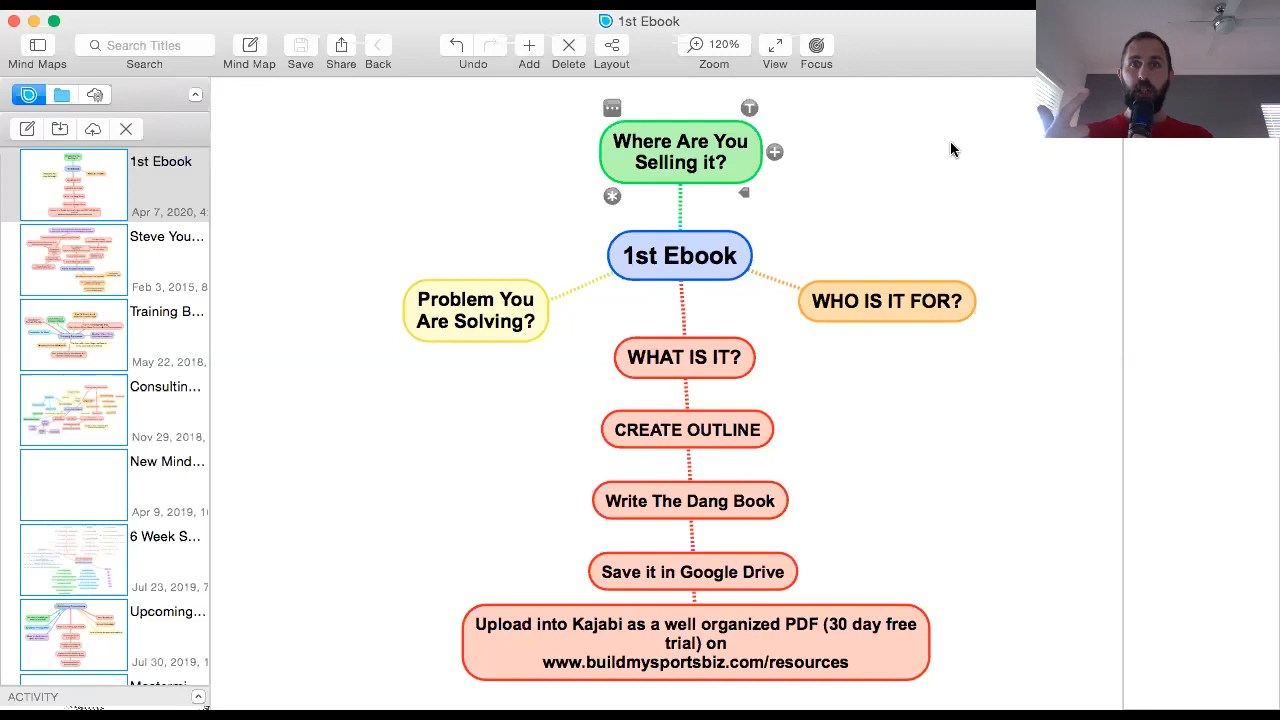 1st Ebook
Search Titles
120%
Mind Maps
Search
Mind Map
Save
Share
Back
Undo
Add
Delete
Layout
Zoom
View
Focus
1st Ebook
Apr 7, 2020, 4:
Steve You...
Feb 3, 2015, 8
Training B...
May 22, 2018,
Consultin...
Nov 29, 2018,
New Mind...
Apr 9, 2019, 1
6 Week S...
Jul 23, 2019, 7
Upcoming...
Jul 30, 2019, 1
ACTIVITY
T
Where Are You
Selling it?
1st Ebook
Problem You
Are Solving?
WHO IS IT FOR?
WHAT IS IT?
CREATE OUTLINE
Write The Dang Book
Save it in Google Drive
Upload into Kajabi as a well organized PDF (30 day free
trial) on
www.buildmysportsbiz.com/resources